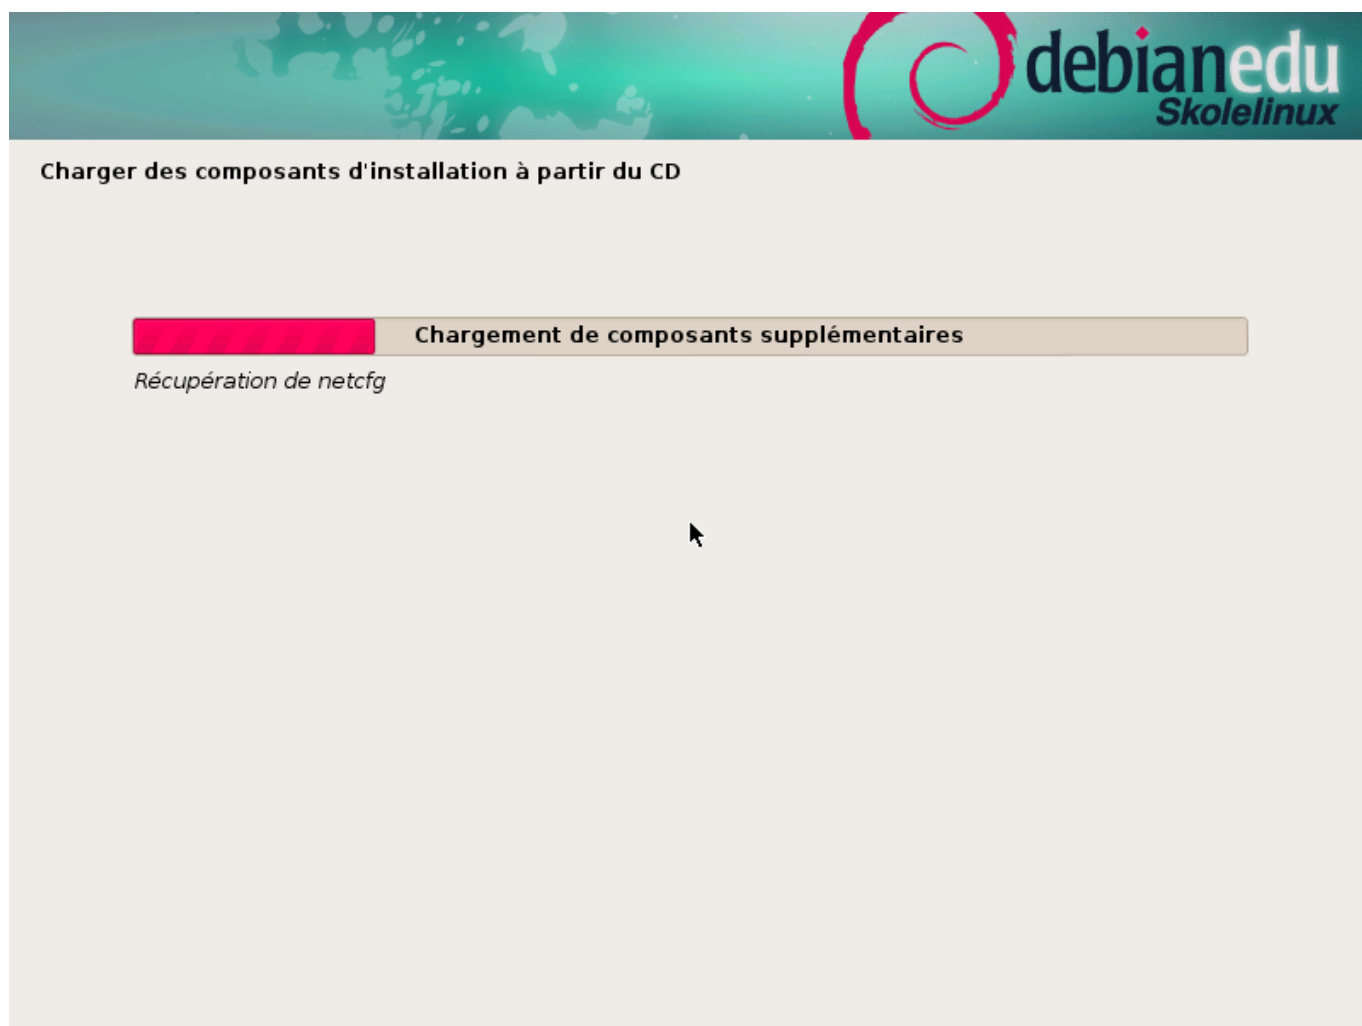 debianedu
Skolelinux
Charger des composants d'installation à partir du CD
Chargement de composants supplémentaires
Récupération de netcfg